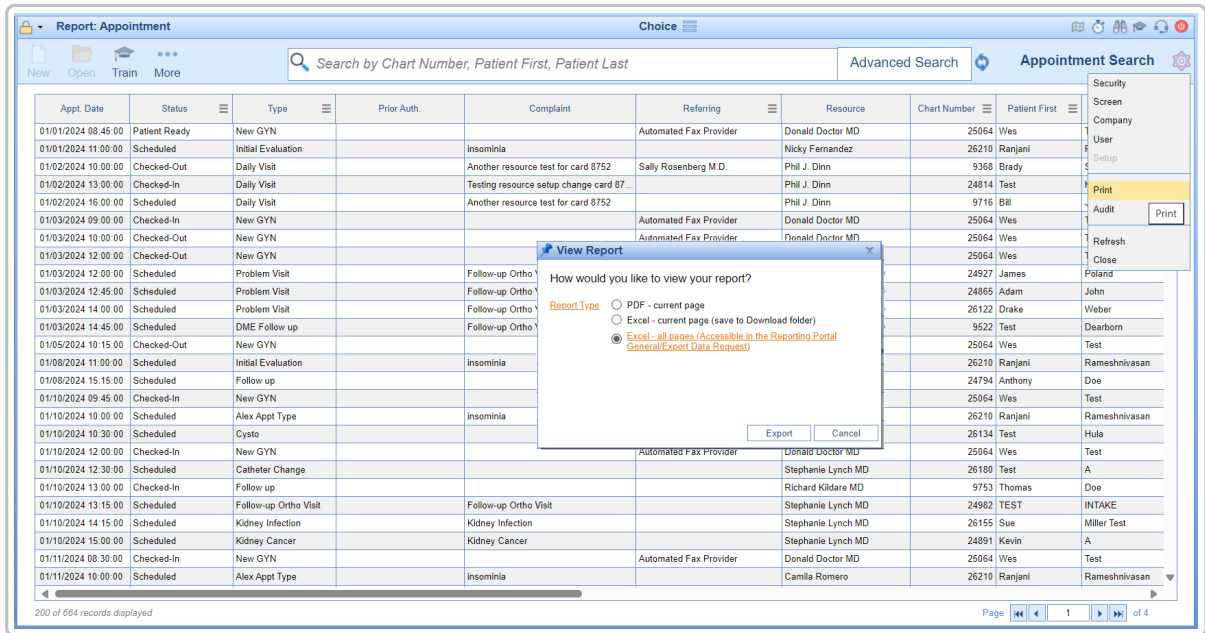 Report: Appointment Choice
New Open Train More Search by Chart Number, Patient First, Patient Last Advanced Search Appointment Search
Security
Screen
Company
User
Setup
Print
Audit
Print
Refresh
Close
Appt. Date Status Type Prior Auth. Complaint Referring Resource Chart Number Patient First
01/01/2024 08:45:00 Patient Ready New GYN Automated Fax Provider Donald Doctor MD 25064 Wes
01/01/2024 11:00:00 Scheduled Initial Evaluation insominia Nicky Fernandez 26210 Ranjani
01/02/2024 10:00:00 Checked-Out Daily Visit Another resource test for card 8752 Sally Rosenberg M.D. Phil J. Dinn 9368 Brady
01/02/2024 13:00:00 Checked-In Daily Visit Testing resource setup change card 87... Phil J. Dinn 24814 Test
01/02/2024 16:00:00 Scheduled Daily Visit Another resource test for card 8752 Phil J. Dinn 9716 Bill
01/03/2024 09:00:00 Checked-In New GYN Automated Fax Provider Donald Doctor MD 25064 Wes
01/03/2024 10:00:00 Checked-Out New GYN Automated Fax Provider Donald Doctor MD 25064 Wes
01/03/2024 12:00:00 Checked-Out New GYN 25064 Wes
01/03/2024 12:00:00 Scheduled Problem Visit Follow-up Ortho 24927 James Poland
01/03/2024 12:45:00 Scheduled Problem Visit Follow-up Ortho 24865 Adam John
01/03/2024 14:00:00 Scheduled Problem Visit Follow-up Ortho 26122 Drake Weber
01/03/2024 14:45:00 Scheduled DME Follow up Follow-up Ortho 9522 Test Dearborn
01/05/2024 10:15:00 Checked-Out New GYN 25064 Wes Test
01/08/2024 11:00:00 Scheduled Initial Evaluation insominia 26210 Ranjani Rameshnivasan
01/08/2024 15:15:00 Scheduled Follow up 24794 Anthony Doe
01/10/2024 09:45:00 Checked-In New GYN 25064 Wes Test
01/10/2024 10:00:00 Scheduled Alex Appt Type insominia 26210 Ranjani Rameshnivasan
01/10/2024 10:30:00 Scheduled Cysto 26134 Test Hula
01/10/2024 12:00:00 Checked-In New GYN Automated Fax Provider Donald Doctor MD 25064 Wes Test
01/10/2024 12:30:00 Scheduled Catheter Change Stephanie Lynch MD 26180 Test A
01/10/2024 13:00:00 Checked-In Follow up Richard Kildare MD 9753 Thomas Doe
01/10/2024 13:15:00 Scheduled Follow-up Ortho Visit Follow-up Ortho Visit Stephanie Lynch MD 24982 TEST INTAKE
01/10/2024 14:15:00 Scheduled Kidney Infection Kidney Infection Stephanie Lynch MD 26155 Sue Miller Test
01/10/2024 15:00:00 Scheduled Kidney Cancer Kidney Cancer Stephanie Lynch MD 24891 Kevin A
01/11/2024 08:30:00 Checked-In New GYN Automated Fax Provider Donald Doctor MD 25064 Wes Test
01/11/2024 10:00:00 Scheduled Alex Appt Type insominia Camila Romero 26210 Ranjani Rameshnivasan
View Report
How would you like to view your report?
Report Type PDF - current page
Excel - current page (save to Download folder)
Excel - all pages (Accessible in the Reporting Portal
General/Export Data Request)
Export Cancel
200 of 664 records displayed Page 1 of 4